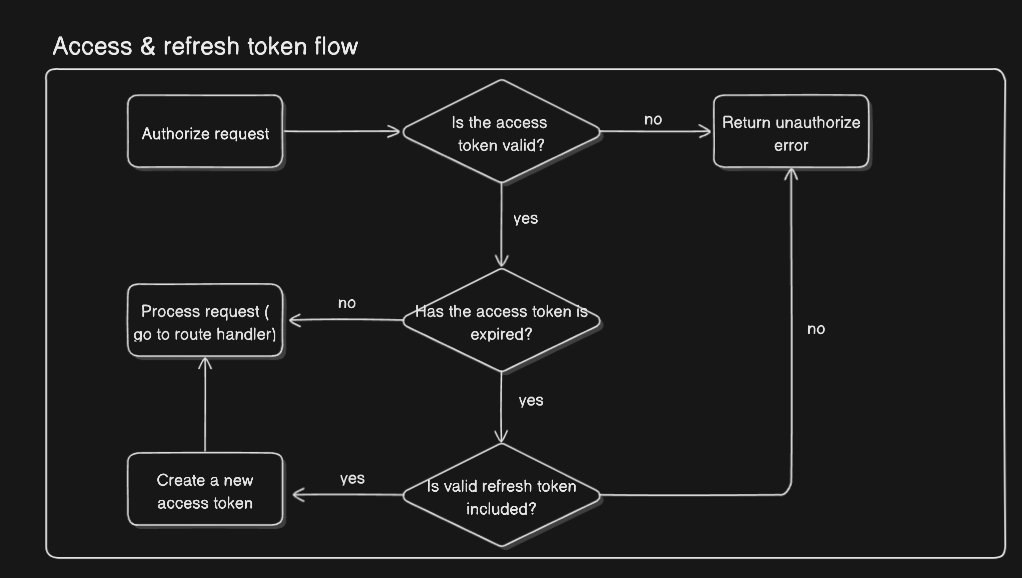 Access & refresh token flow
Authorize request
Is the access
token valid?
no
Return unauthorize
error
yes
Process request (
go to route handler)
no
Has the access token is
expired?
no
yes
Create a new
access token
yes
Is valid refresh token
included?